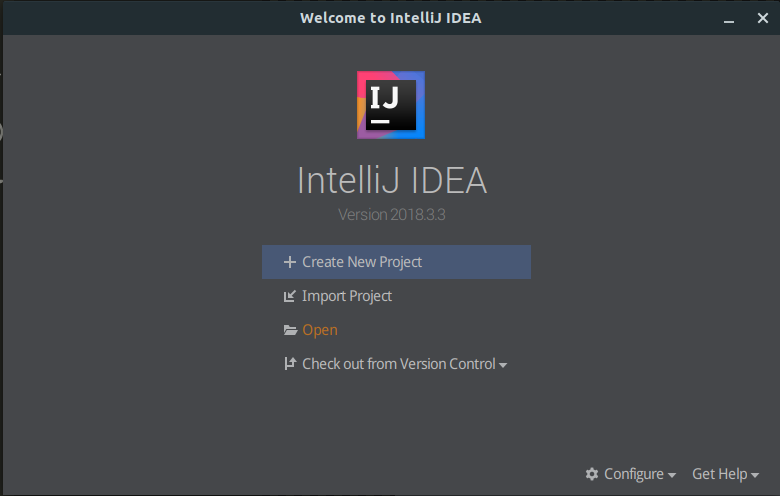 Welcome to IntelliJ IDEA
IJ
IntelliJ IDEA
Version 2018.3.3
Create New Project
Import Project
Open
Check out from Version Control
Configure Get Help